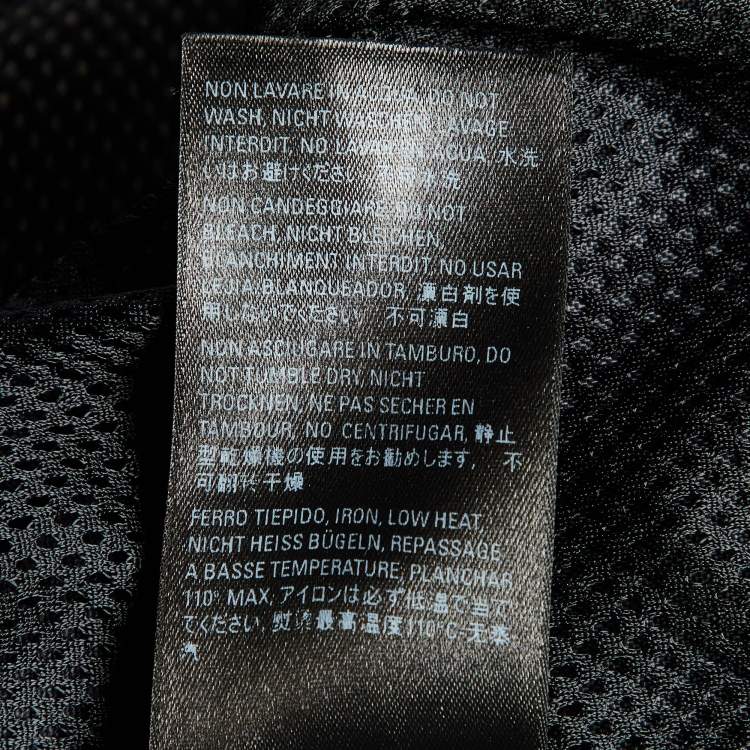 NON LAVARE IN ACQUA, DO NOT
WASH, NICHT WASCHEN, LAVAGE
INTERDIT, NO LAVAR EN AGUA, 水洗
いはお避けください 不可水洗
NON CANDEGGIARE, DO NOT
BLEACH, NICHT BLEICHEN,
BLANCHIMENT INTERDIT, NO USAR
LEJIA/BLANQUEADOR, 漂白剤を使
用しないでください 不可漂白
NON ASCIUGARE IN TAMBURO, DO
NOT TUMBLE DRY, NICHT
TROCKNEN, NE PAS SECHER EN
TAMBOUR, NO CENTRIFUGAR, 静止
型乾燥機の使用をお勧めします, 不
可翻转干燥
FERRO TIEPIDO, IRON, LOW HEAT,
NICHT HEISS BÜGELN, REPASSAGE
A BASSE TEMPERATURE, PLANCHAR
110° MAX, アイロンは必ず低温で当て
てください, 熨烫最高温度110°C-无蒸
汽